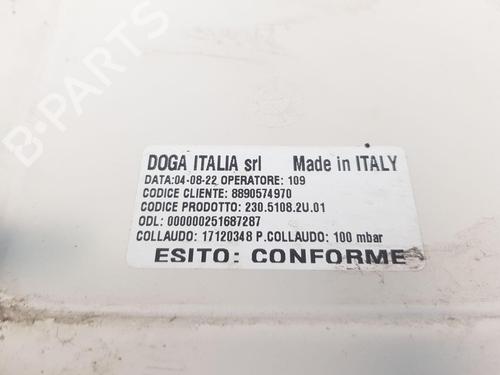 B-PARTS
DOGA ITALIA srl Made in ITALY
DATA:04-08-22 OPERATORE: 109
CODICE CLIENTE: 8890574970
CODICE PRODOTTO: 230.5108.2U.01
ODL: 000000251687287
COLLAUDO: 17120348 P.COLLAUDO: 100 mbar
ESITO: CONFORME